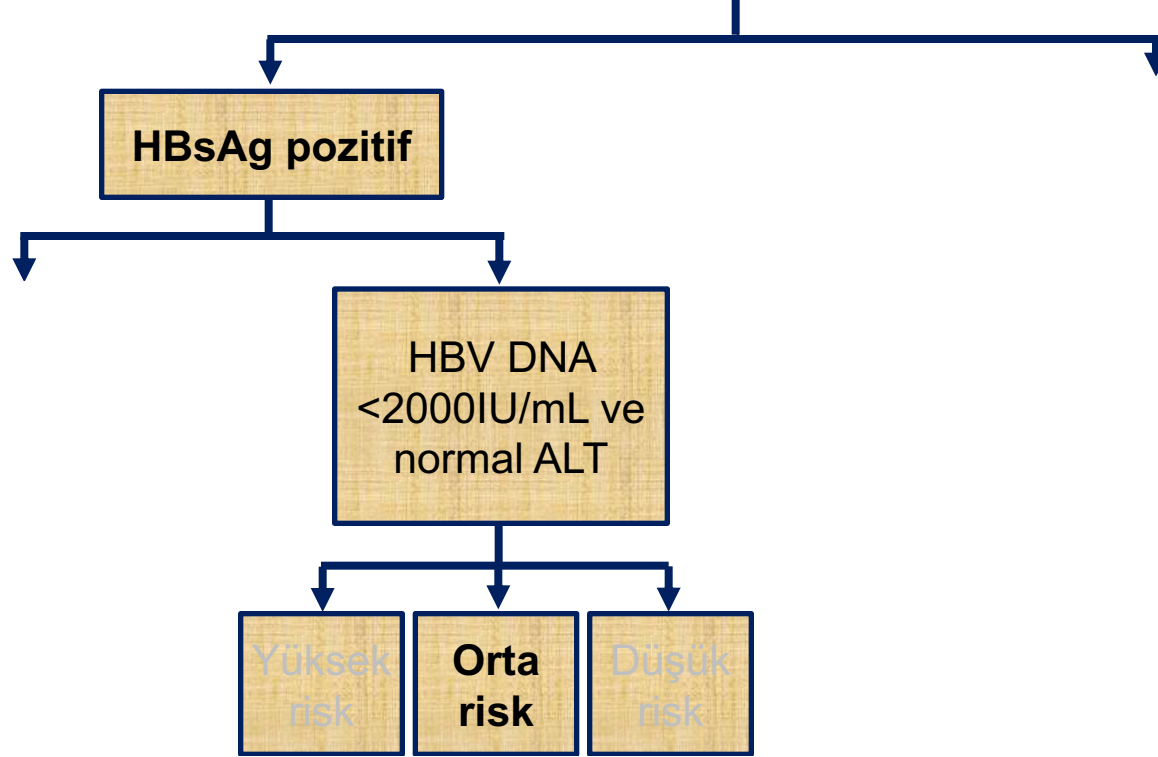 HBsAg pozitif
HBV DNA
<2000IU/mL ve
normal ALT
Yüksek
risk
Orta
risk
Düşük
risk